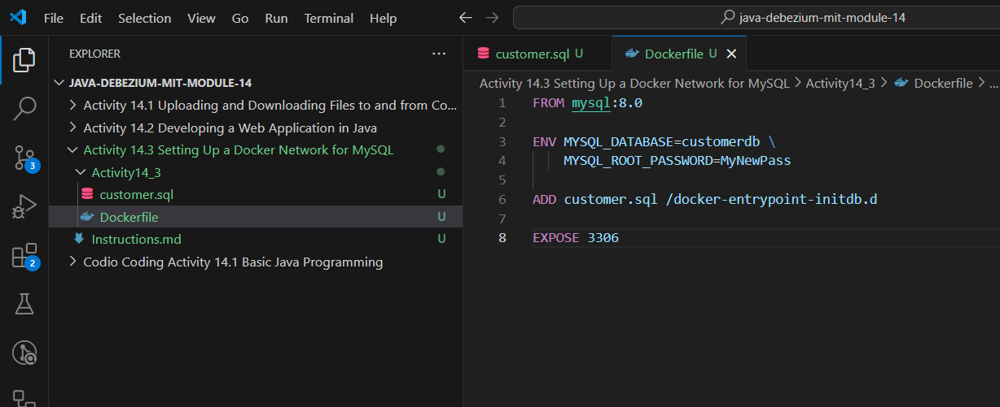 File Edit Selection View Go Run Terminal Help
java-debezium-mit-module-14
EXPLORER
...
JAVA-DEBEZIUM-MIT-MODULE-14
Activity 14.1 Uploading and Downloading Files to and from Co...
Activity 14.2 Developing a Web Application in Java
Activity 14.3 Setting Up a Docker Network for MySQL
Activity14_3
customer.sql U
Dockerfile U
Instructions.md U
Codio Coding Activity 14.1 Basic Java Programming
3
2
customer.sql U
Dockerfile U
Activity 14.3 Setting Up a Docker Network for MySQL > Activity14_3 > Dockerfile > ...
1 FROM mysql:8.0
2
3 ENV MYSQL_DATABASE=customerdb \
4 MYSQL_ROOT_PASSWORD=MyNewPass
5
6 ADD customer.sql /docker-entrypoint-initdb.d
7
8 EXPOSE 3306